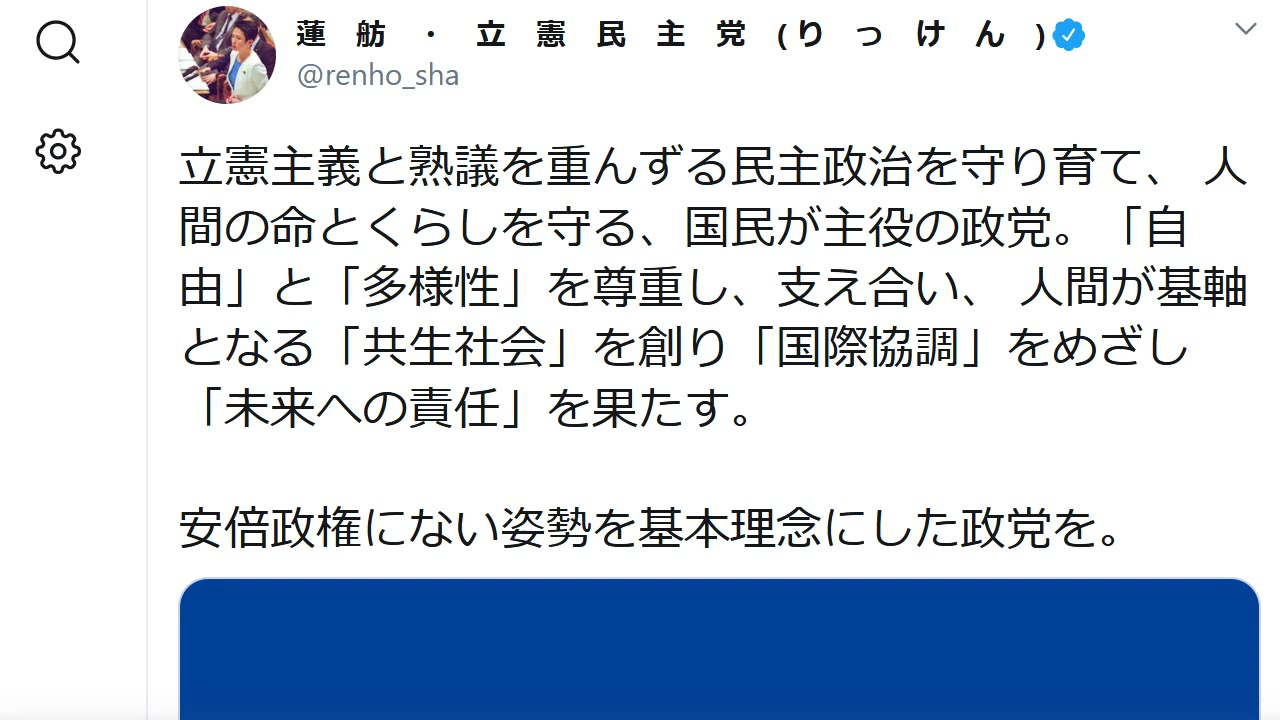 蓮舫・立憲民主党(りっけん)
@renho_sha
立憲主義と熟議を重んずる民主政治を守り育て、 人
間の命とくらしを守る、国民が主役の政党。「自
由」と「多様性」を尊重し、支え合い、 人間が基軸
となる「共生社会」を創り「国際協調」をめざし
「未来への責任」を果たす。
安倍政権にない姿勢を基本理念にした政党を。